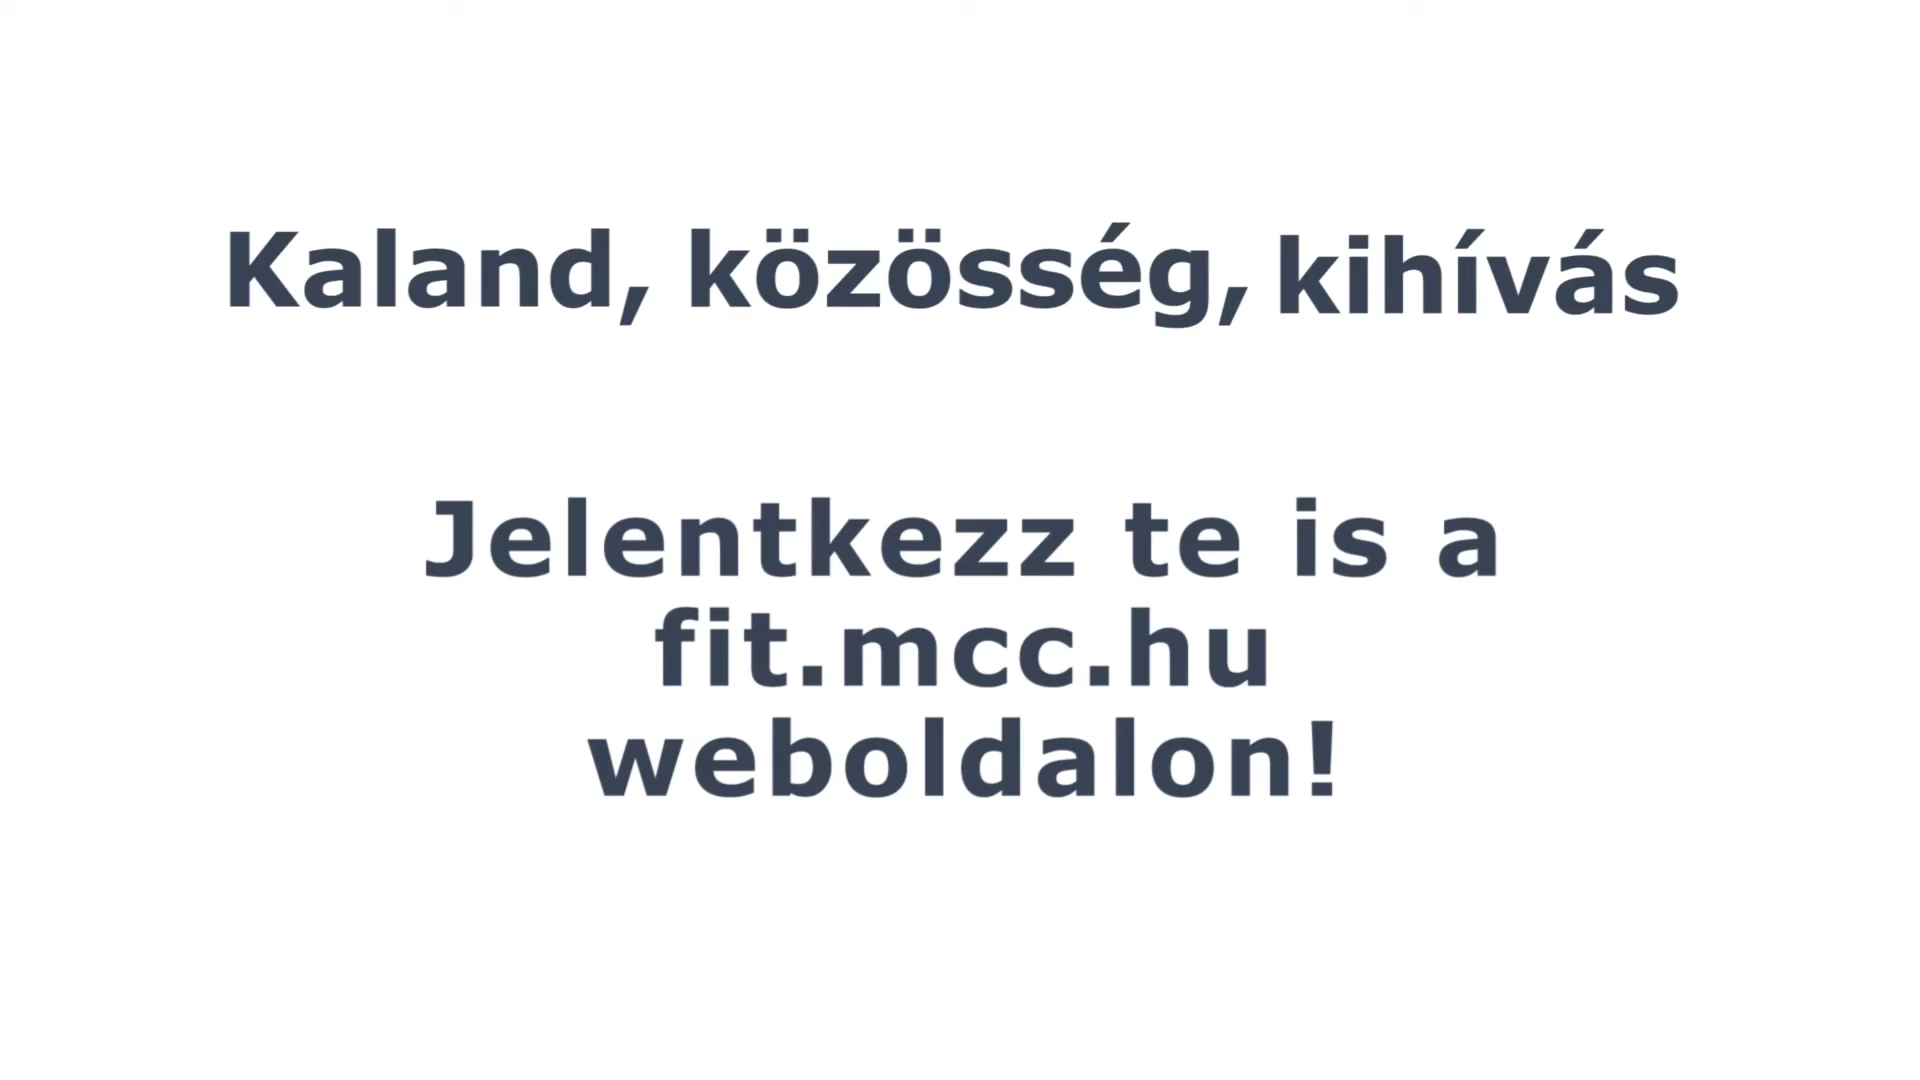 Kaland, közösség, kihívás
Jelentkezz te is a
fit.mcc.hu
weboldalon!